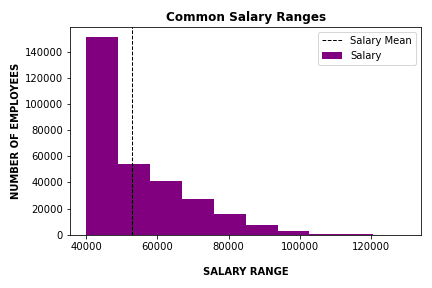 Common Salary Ranges
Salary Mean
Salary
NUMBER OF EMPLOYEES
140000
120000
100000
80000
60000
40000
20000
0
40000 60000 80000 100000 120000
SALARY RANGE